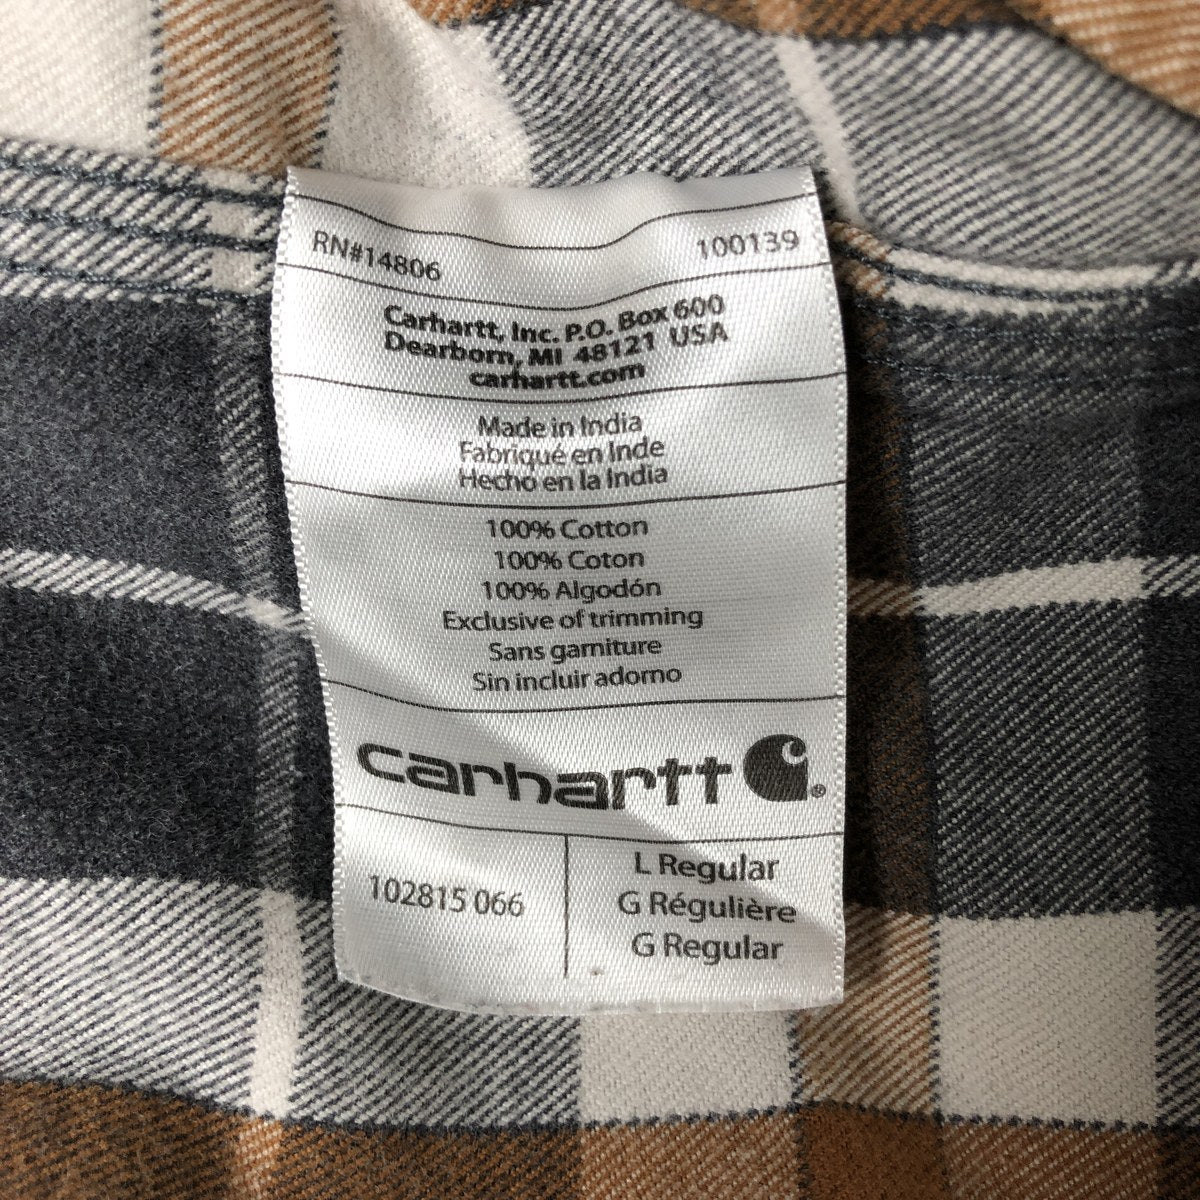 RN#14806 100139
Carhartt, Inc. P.O. Box 600
Dearborn, MI 48121 USA
carhartt.com
Made in India
Fabriqué en Inde
Hecho en la India
100% Cotton
100% Coton
100% Algodón
Exclusive of trimming
Sans garniture
Sin incluir adorno
carhartt ®
102815 066
L Regular
G Régulière
G Regular